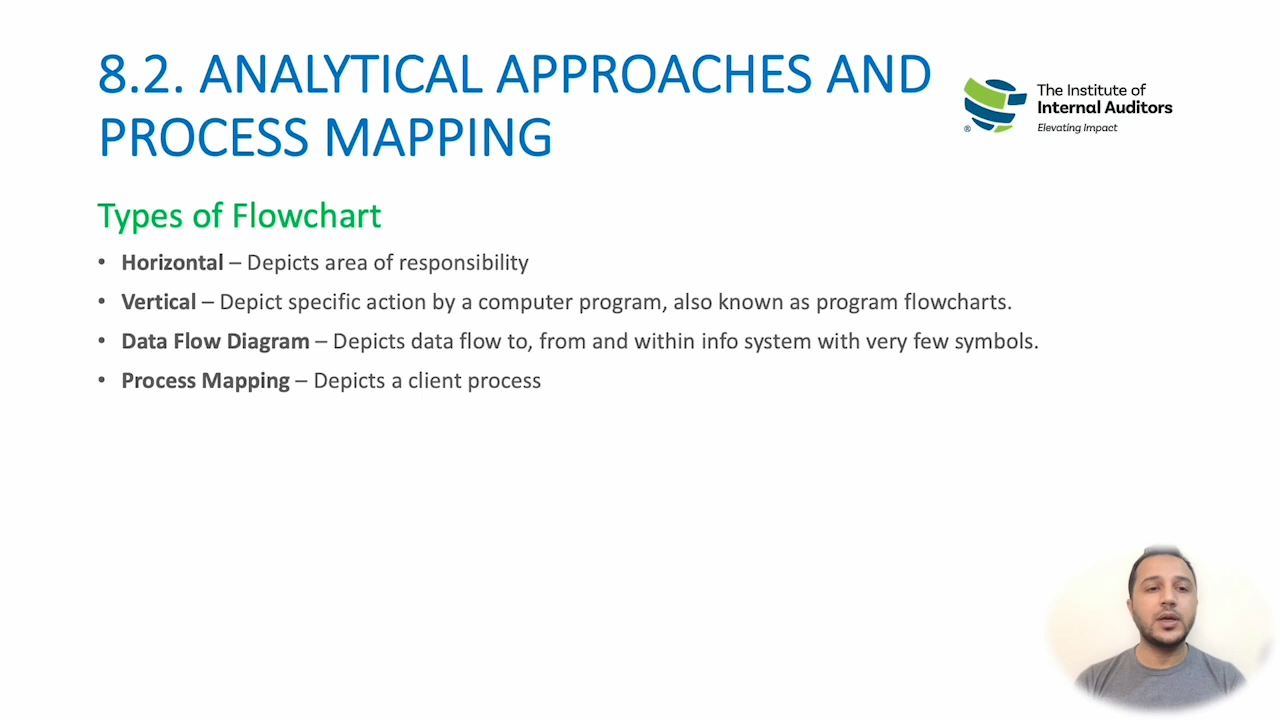 8.2. ANALYTICAL APPROACHES AND
PROCESS MAPPING
The Institute of
Internal Auditors
Elevating Impact
®
Types of Flowchart
• Horizontal – Depicts area of responsibility
• Vertical – Depict specific action by a computer program, also known as program flowcharts.
• Data Flow Diagram – Depicts data flow to, from and within info system with very few symbols.
• Process Mapping – Depicts a client process